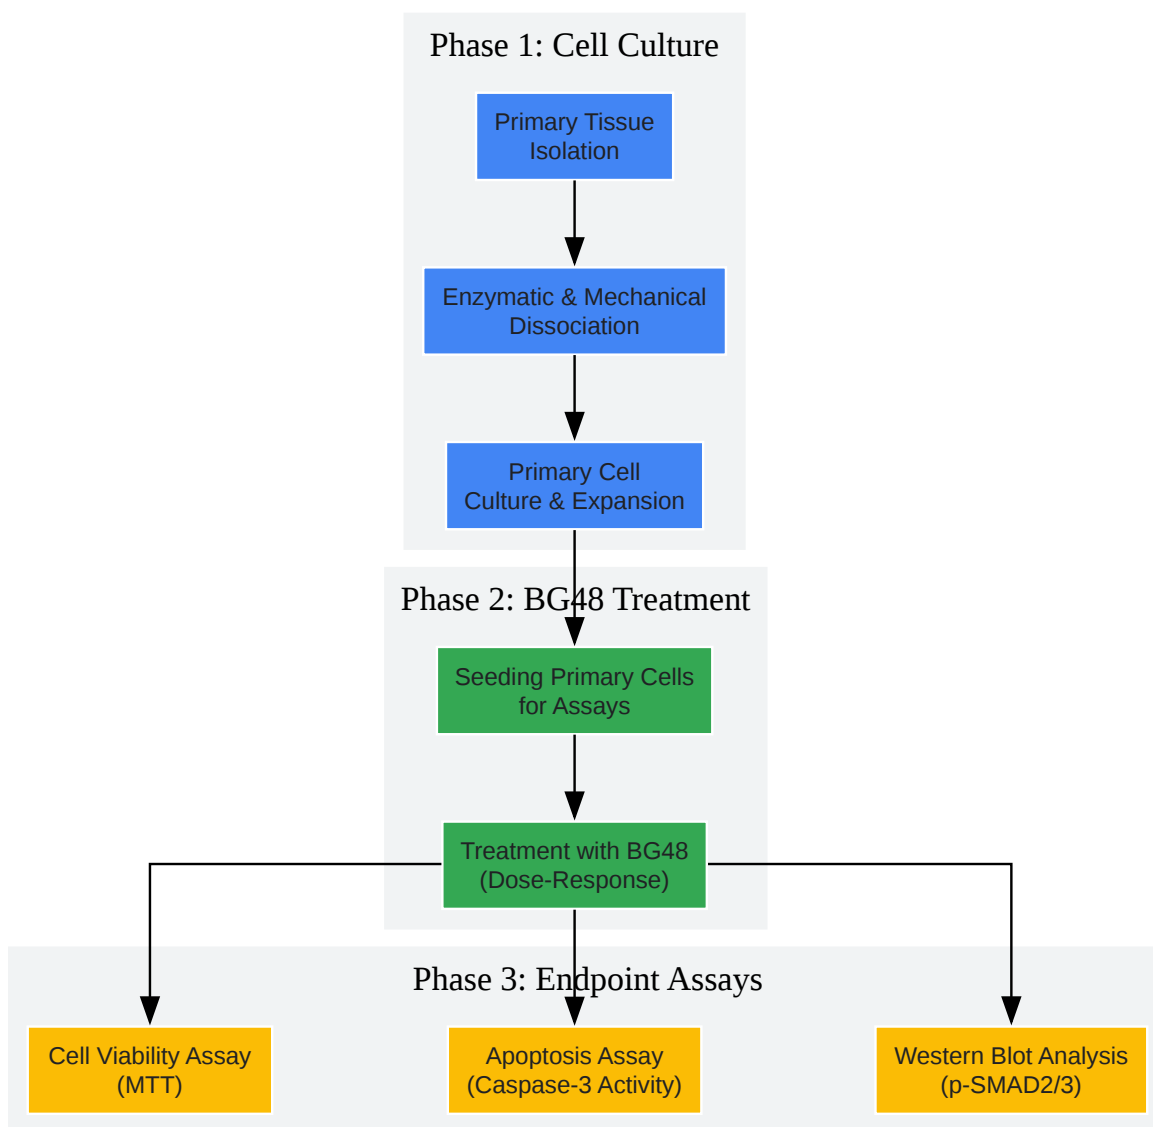 Phase 1: Cell Culture
Primary Tissue
Isolation
Enzymatic & Mechanical
Dissociation
Primary Cell
Culture & Expansion
Phase 2: BG48 Treatment
Seeding Primary Cells
for Assays
Treatment with BG48
(Dose-Response)
Phase 3: Endpoint Assays
Cell Viability Assay
(MTT)
Apoptosis Assay
(Caspase-3 Activity)
Western Blot Analysis
(p-SMAD2/3)